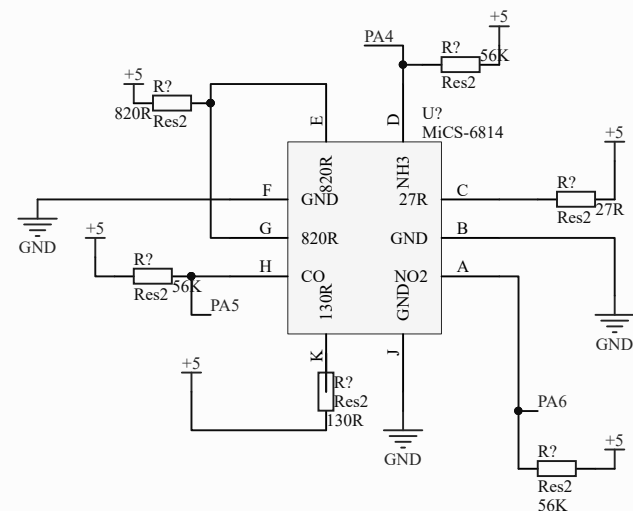 +5
PA4
R?
56K
Res2
+5
R?
820R
Res2
U?
MiCS-6814
E
D
+5
820R
NH3
F
GND
27R
C
R?
Res2
27R
GND
G
820R
GND
B
+5
R?
56K
Res2
H
CO
NO2
A
PA5
130R
GND
GND
K
J
+5
R?
Res2
130R
PA6
GND
R?
+5
Res2
56K